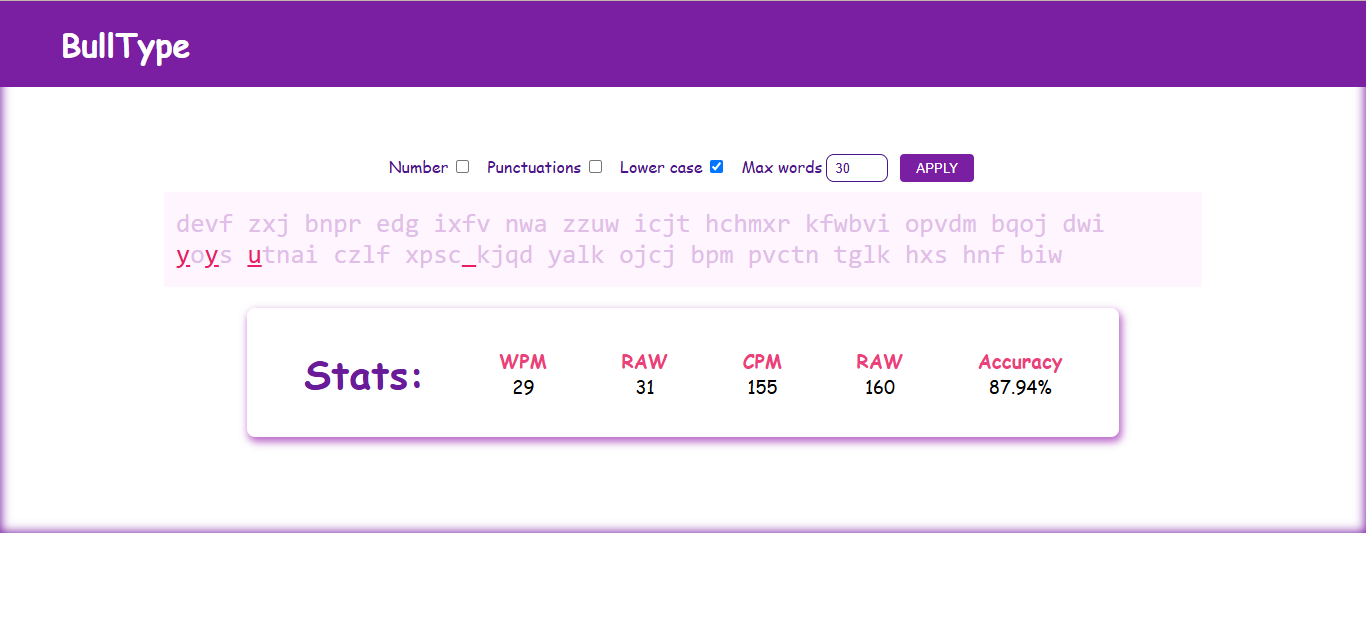 BullType
Number Punctuations Lower case Max words 30 APPLY
devf zxj bnpr edg ixfv nwa zzuw icjt hchmxr kfwbvi opvdm bqoj dwi
yoys utnai czlf xpsc_kjqd yalk ojcj bpm pvctn tglk hxs hnf biw
Stats:
WPM RAW CPM RAW Accuracy
29 31 155 160 87.94%